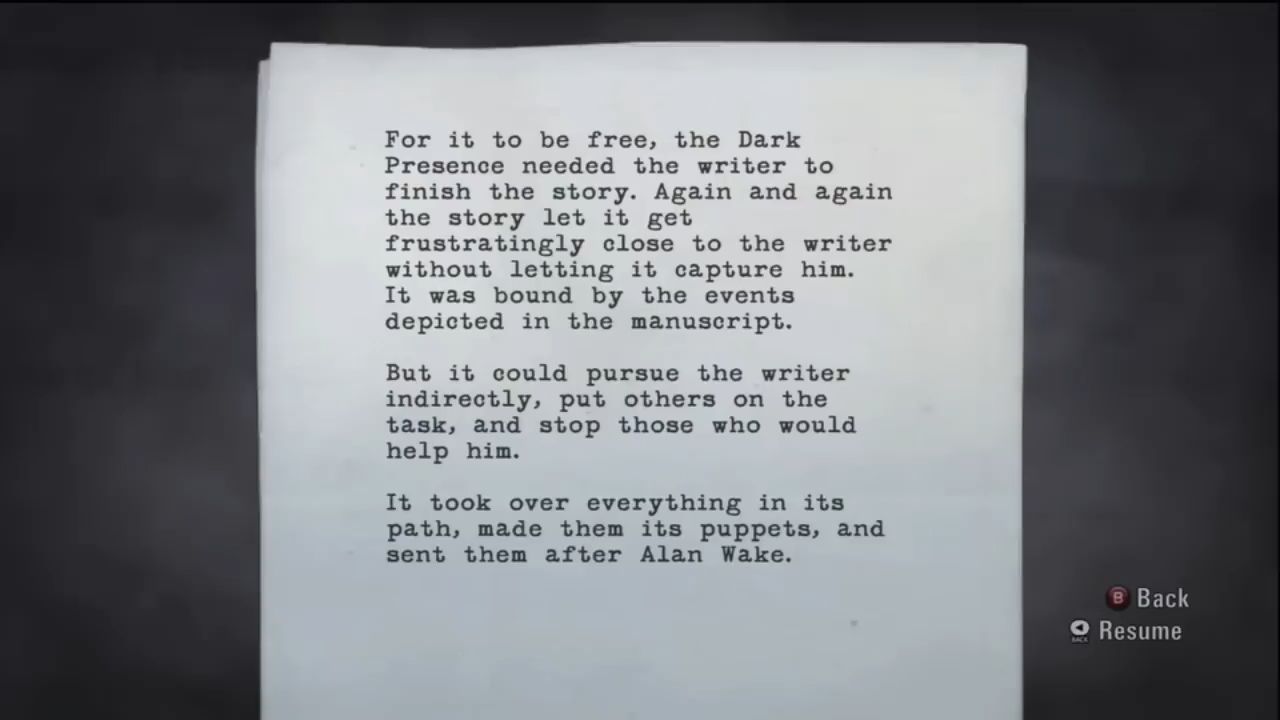 For it to be free, the Dark
Presence needed the writer to
finish the story. Again and again
the story let it get
frustratingly close to the writer
without letting it capture him.
It was bound by the events
depicted in the manuscript.
But it could pursue the writer
indirectly, put others on the
task, and stop those who would
help him.
It took over everything in its
path, made them its puppets, and
sent them after Alan Wake.
B Back
BACK Resume